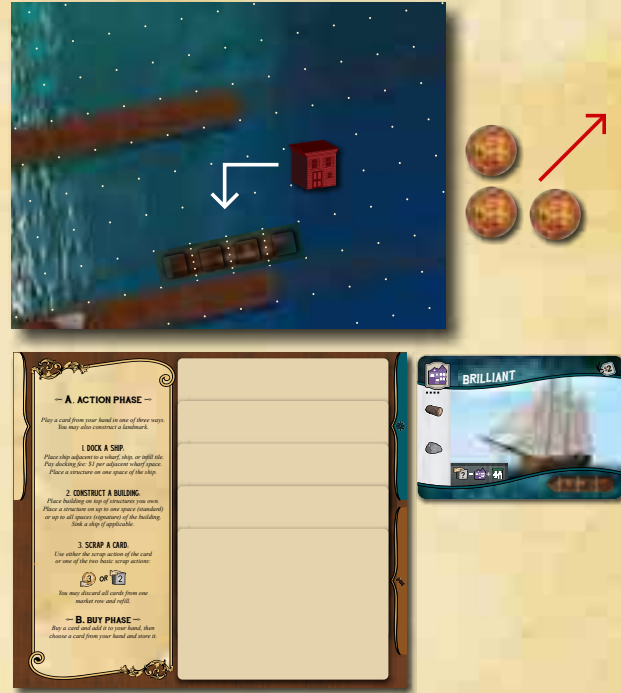 A. ACTION PHASE
Play a card from your hand in one of three ways.
You may also construct a landmark.
1. DOCK A SHIP.
Place ship adjacent to a wharf, ship, or infill tile.
Pay docking fee: $1 per adjacent wharf space.
Place a structure on one space of the ship.
2. CONSTRUCT A BUILDING.
Place building on top of structures you own.
Place a structure on up to one space (standard)
or up to all spaces (signature) of the building.
Sink a ship if applicable.
3. SCRAP A CARD.
Use either the scrap action of the card
or one of the two basic scrap actions:
3 OR 2
You may discard all cards from one
market row and refill.
B. BUY PHASE
Buy a card and add it to your hand, then
choose a card from your hand and store it.
BRILLIANT